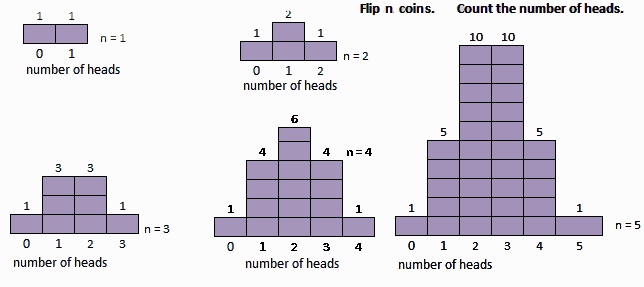 Flip n coins. Count the number of heads.
1 1
n = 1
0 1
number of heads
2
1 1
n = 2
0 1 2
number of heads
3 3
1 1
n = 3
0 1 2 3
number of heads
6
4 4 n = 4
1 1
0 1 2 3 4
number of heads
10 10
5 5
1 1
n = 5
0 1 2 3 4 5
number of heads